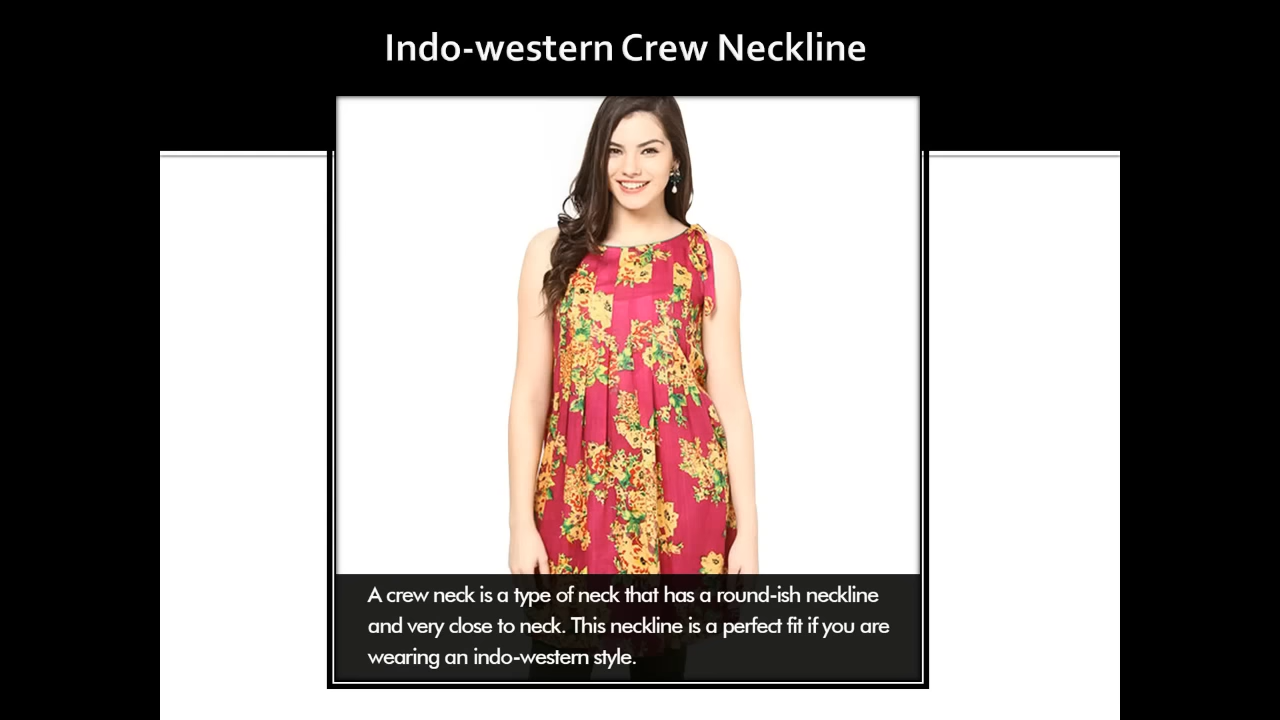 Indo-western Crew Neckline
A crew neck is a type of neck that has a round-ish neckline
and very close to neck. This neckline is a perfect fit if you are
wearing an indo-western style.